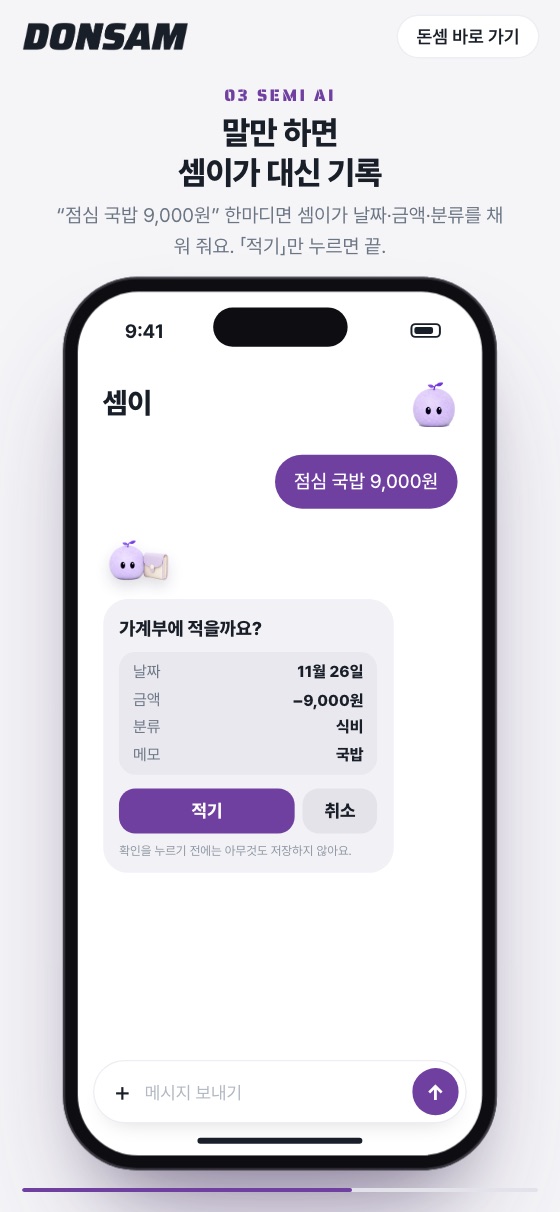 DONSAM
돈셈 바로 가기
03 SEMI AI
말만 하면
셈이가 대신 기록
“점심 국밥 9,000원” 한마디면 셈이가 날짜·금액·분류를 채
워 줘요. 「적기」만 누르면 끝.
9:41
셈이
점심 국밥 9,000원
가계부에 적을까요?
날짜 11월 26일
금액 −9,000원
분류 식비
메모 국밥
적기 취소
확인을 누르기 전에는 아무것도 저장하지 않아요.
+ 메시지 보내기